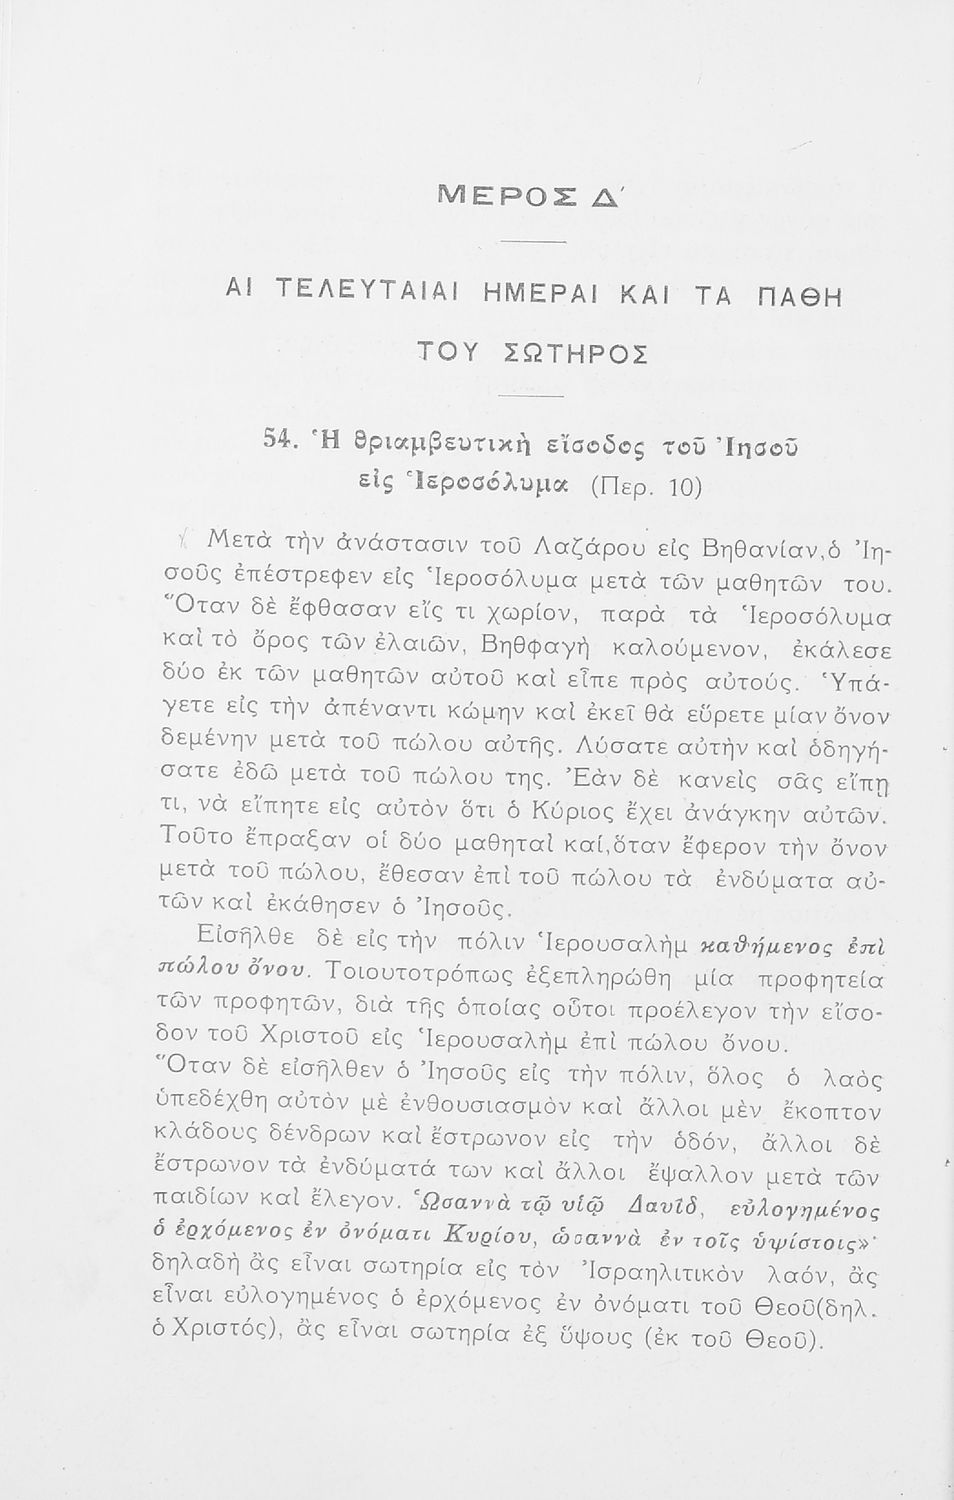 ΜΕΡΟΣ Δ΄
ΑΙ ΤΕΛΕΥΤΑΙΑΙ ΗΜΕΡΑΙ ΚΑΙ ΤΑ ΠΑΘΗ
ΤΟΥ ΣΩΤΗΡΟΣ
54. Ἡ θριαμβευτικὴ εἴσοδος τοῦ Ἰησοῦ
εἰς Ἱεροσόλυμα (Περ. 10)
Μετὰ τὴν ἀνάστασιν τοῦ Λαζάρου εἰς Βηθανίαν,ὁ Ἰη-
σοῦς ἐπέστρεφεν εἰς Ἱεροσόλυμα μετὰ τῶν μαθητῶν του.
Ὅταν δὲ ἔφθασαν εἴς τι χωρίον, παρὰ τὰ Ἱεροσόλυμα
καὶ τὸ ὄρος τῶν ἐλαιῶν, Βηθφαγὴ καλούμενον, ἐκάλεσε
δύο ἐκ τῶν μαθητῶν αὐτοῦ καὶ εἶπε πρὸς αὐτούς. Ὑπά-
γετε εἰς τὴν ἀπέναντι κώμην καὶ ἐκεῖ θὰ εὕρετε μίαν ὄνον
δεμένην μετὰ τοῦ πώλου αὐτῆς. Λύσατε αὐτὴν καὶ ὁδηγή-
σατε ἐδῶ μετὰ τοῦ πώλου της. Ἐὰν δὲ κανεὶς σᾶς εἴπῃ
τι, νὰ εἴπητε εἰς αὐτὸν ὅτι ὁ Κύριος ἔχει ἀνάγκην αὐτῶν.
Τοῦτο ἔπραξαν οἱ δύο μαθηταὶ καί,ὅταν ἔφερον τὴν ὄνον
μετὰ τοῦ πώλου, ἔθεσαν ἐπὶ τοῦ πώλου τὰ ἐνδύματα αὐ-
τῶν καὶ ἐκάθησεν ὁ Ἰησοῦς.
Εἰσῆλθε δὲ εἰς τὴν πόλιν Ἱερουσαλὴμ καθήμενος ἐπὶ
πώλου ὄνου. Τοιουτοτρόπως ἐξεπληρώθη μία προφητεία
τῶν προφητῶν, διὰ τῆς ὁποίας οὗτοι προέλεγον τὴν εἴσο-
δον τοῦ Χριστοῦ εἰς Ἱερουσαλὴμ ἐπὶ πώλου ὄνου.
Ὅταν δὲ εἰσῆλθεν ὁ Ἰησοῦς εἰς τὴν πόλιν, ὅλος ὁ λαὸς
ὑπεδέχθη αὐτὸν μὲ ἐνθουσιασμὸν καὶ ἄλλοι μὲν ἔκοπτον
κλάδους δένδρων καὶ ἔστρωνον εἰς τὴν ὁδόν, ἄλλοι δὲ
ἔστρωνον τὰ ἐνδύματά των καὶ ἄλλοι ἔψαλλον μετὰ τῶν
παιδίων καὶ ἔλεγον. Ὡσαννὰ τῷ υἱῷ Δαυΐδ, εὐλογημένος
ὁ ἐρχόμενος ἐν ὀνόματι Κυρίου, ὡσαννὰ ἐν τοῖς ὑψίστοις»·
δηλαδὴ ἂς εἶναι σωτηρία εἰς τὸν Ἰσραηλιτικὸν λαόν, ἂς
εἶναι εὐλογημένος ὁ ἐρχόμενος ἐν ὀνόματι τοῦ Θεοῦ(δηλ.
ὁ Χριστός), ἂς εἶναι σωτηρία ἐξ ὕψους (ἐκ τοῦ Θεοῦ).